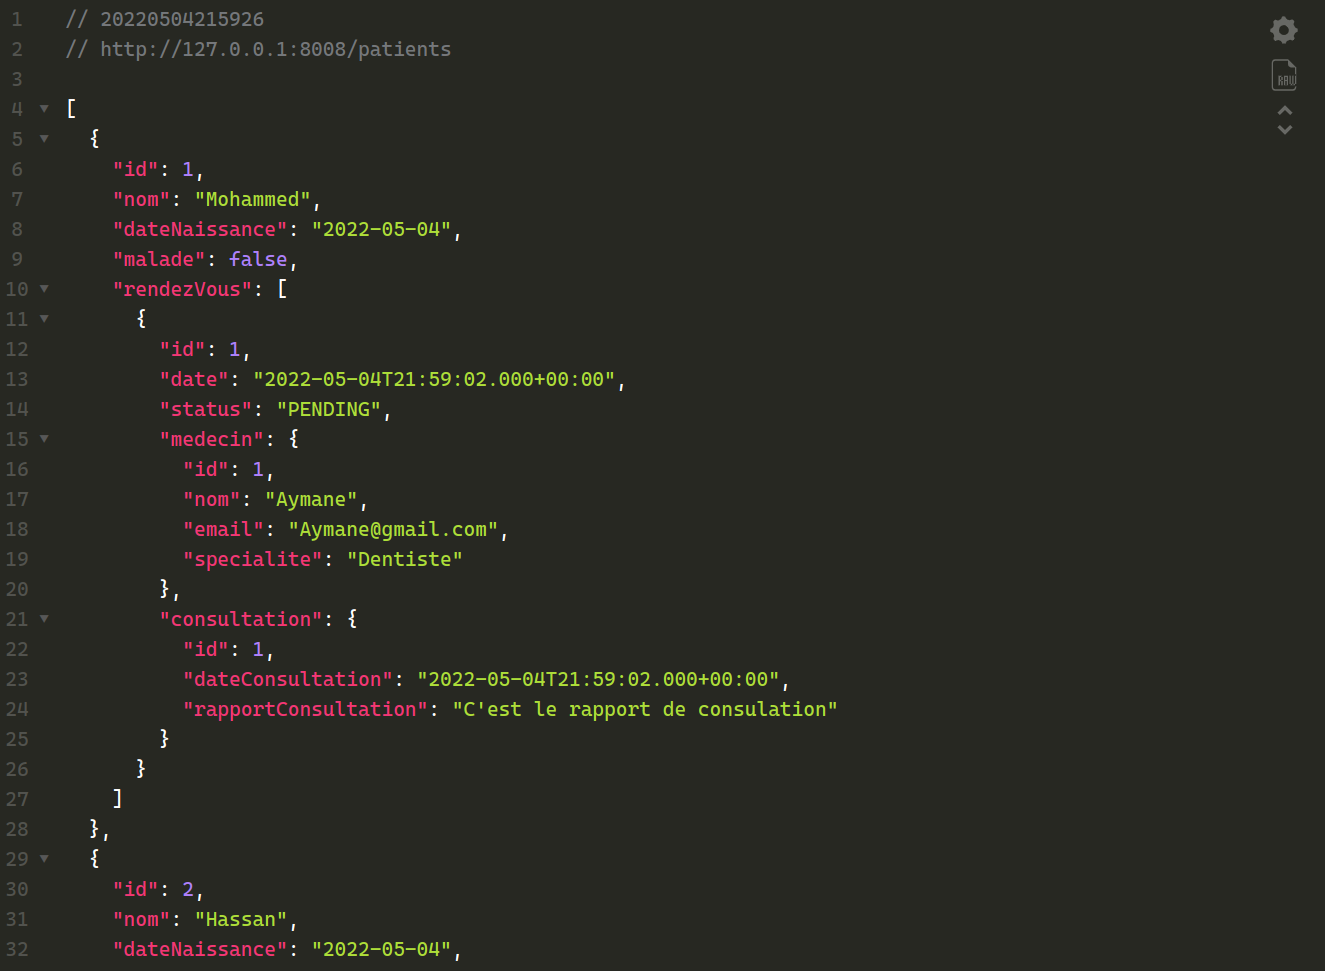 1 // 20220504215926
2 // http://127.0.0.1:8008/patients
3
4 [
5 {
6 "id": 1,
7 "nom": "Mohammed",
8 "dateNaissance": "2022-05-04",
9 "malade": false,
10 "rendezVous": [
11 {
12 "id": 1,
13 "date": "2022-05-04T21:59:02.000+00:00",
14 "status": "PENDING",
15 "medecin": {
16 "id": 1,
17 "nom": "Aymane",
18 "email": "Aymane@gmail.com",
19 "specialite": "Dentiste"
20 },
21 "consultation": {
22 "id": 1,
23 "dateConsultation": "2022-05-04T21:59:02.000+00:00",
24 "rapportConsultation": "C'est le rapport de consulation"
25 }
26 }
27 ]
28 },
29 {
30 "id": 2,
31 "nom": "Hassan",
32 "dateNaissance": "2022-05-04",
RAW